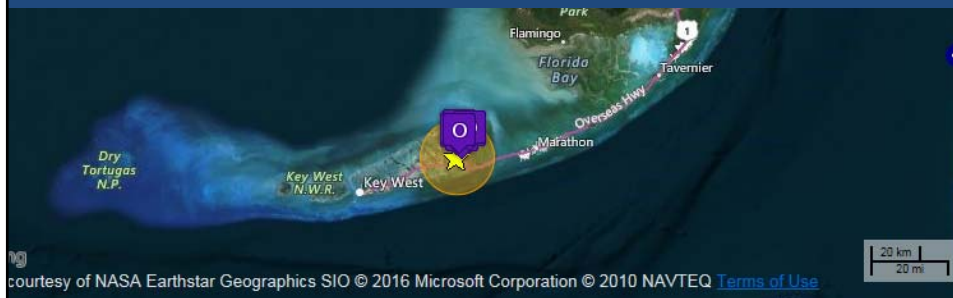 Park
Flamingo
1
Florida
Bay
Tavernier
Overseas Hwy
O
Marathon
Dry
Tortugas
N.P.
Key West
N.W.R.
Key West
ng
20 km
20 mi
courtesy of NASA Earthstar Geographics SIO © 2016 Microsoft Corporation © 2010 NAVTEQ Terms of Use